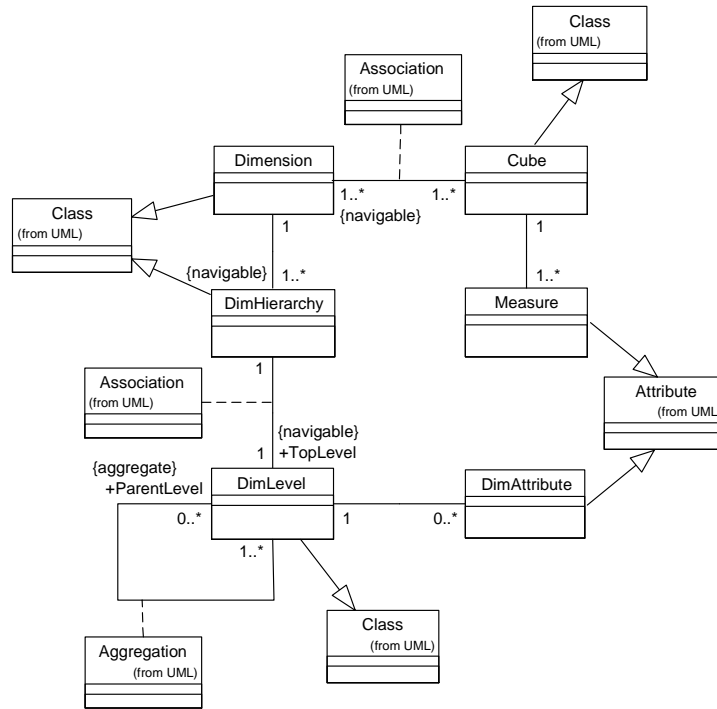 Class
(from UML)
Association
(from UML)
Dimension
Cube
1..*
1..*
{navigable}
Class
(from UML)
1
1
{navigable}
1..*
1..*
DimHierarchy
Measure
Association
(from UML)
1
Attribute
(from UML
{navigable}
1
+TopLevel
{aggregate}
+ParentLevel
DimLevel
DimAttribute
0..*
1
0..*
1..*
Class
(from UML)
Aggregation
(from UML)